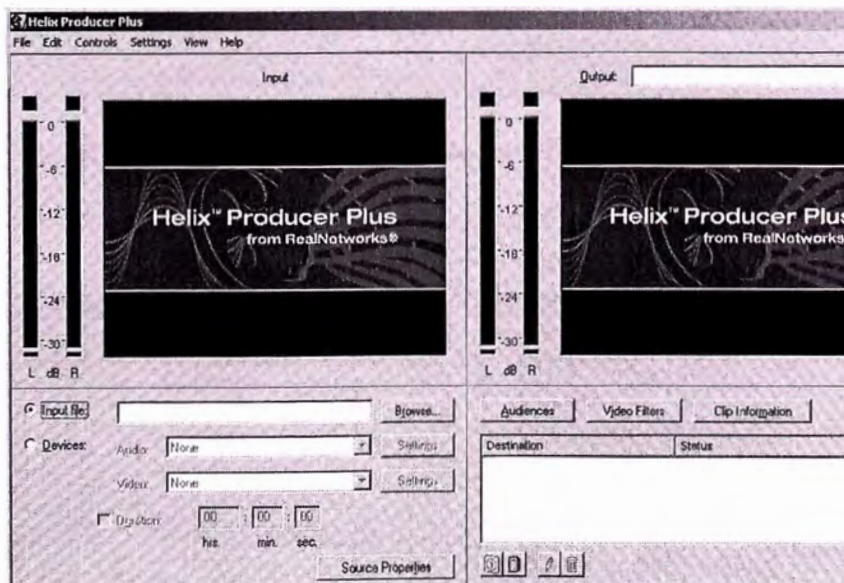 Helix Producer Plus
File Edit Controls Settings View Help
Input
0
-6
-12
-18
-24
-30
L dB R
Helix™ Producer Plus
from RealNetworks®
Output:
0
-6
-12
-18
-24
-30
L dB R
Helix™ Producer Plus
from RealNetworks®
Input file:
Browse...
Devices:
Audio: None Settings
Video: None Settings
Duration: 00 : 00 : 00
hrs. min. sec.
Source Properties
Audiences Video Filters Clip Information
Destination Status